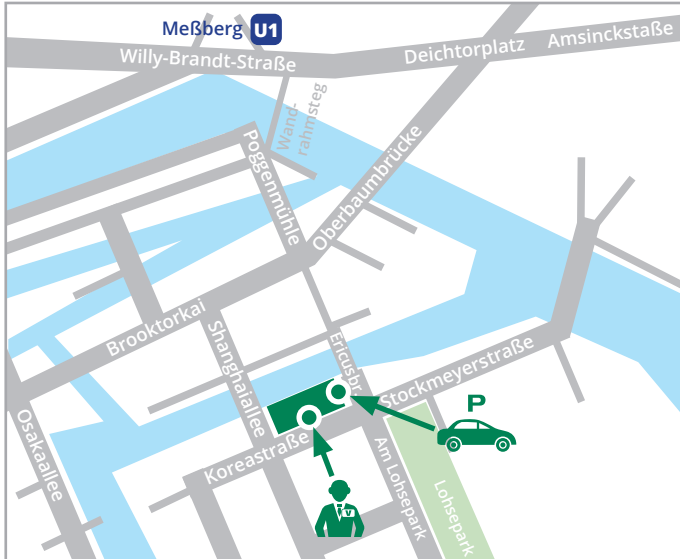 Meßberg U1
Willy-Brandt-Straße
Deichtorplatz
Amsinckstaße
Wand-
rahmsteg
Poggenmühle
Oberbaumbrücke
Brooktorkai
Shanghaiallee
Ericusbr.
Stockmeyerstraße
P
Osakaallee
Koreastraße
Am Lohsepark
Lohsepark
V